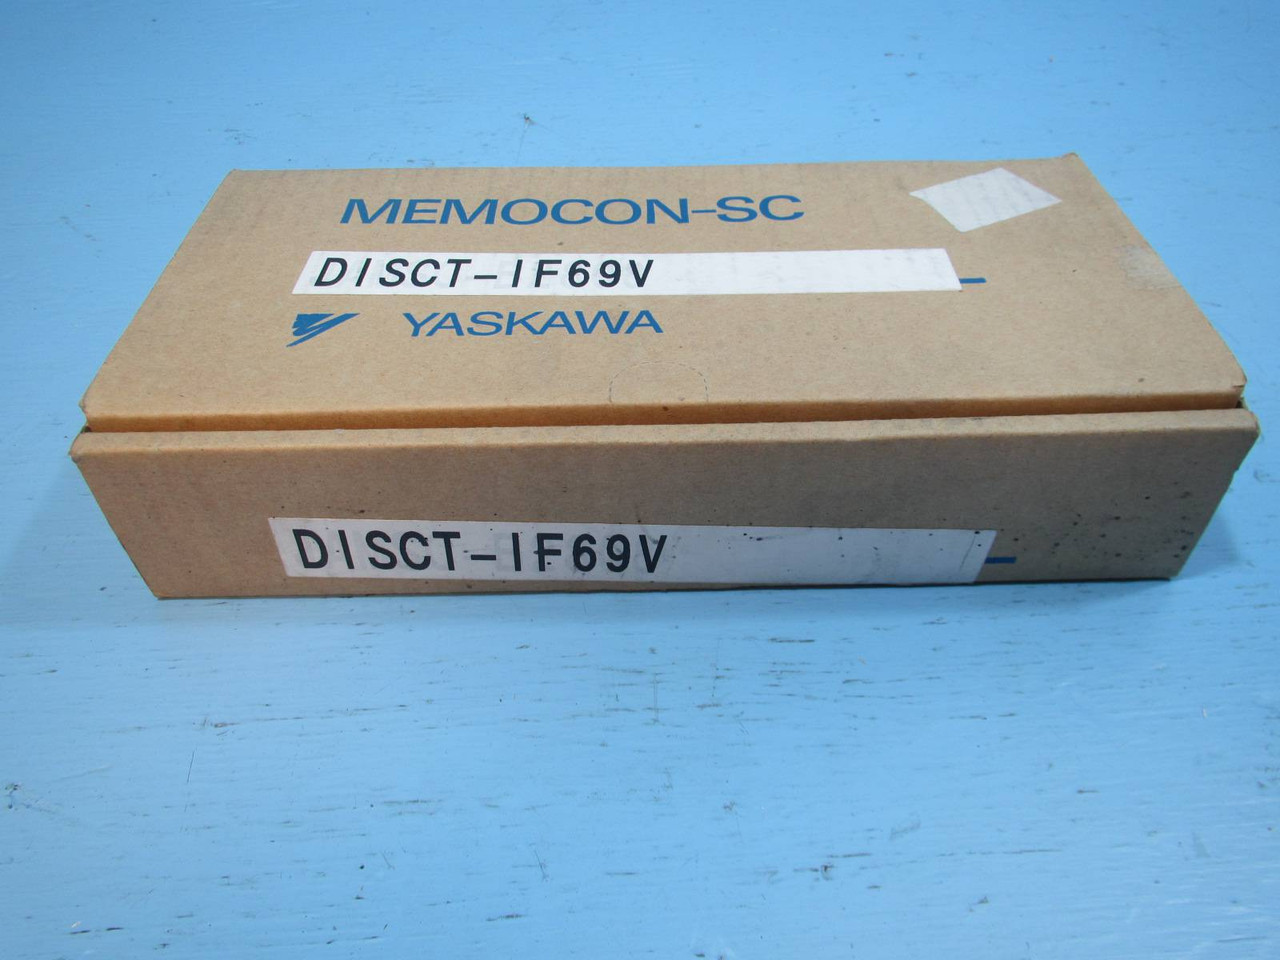 MEMOCON-SC
DISCT-IF69V
YASKAWA
DISCT-IF69V